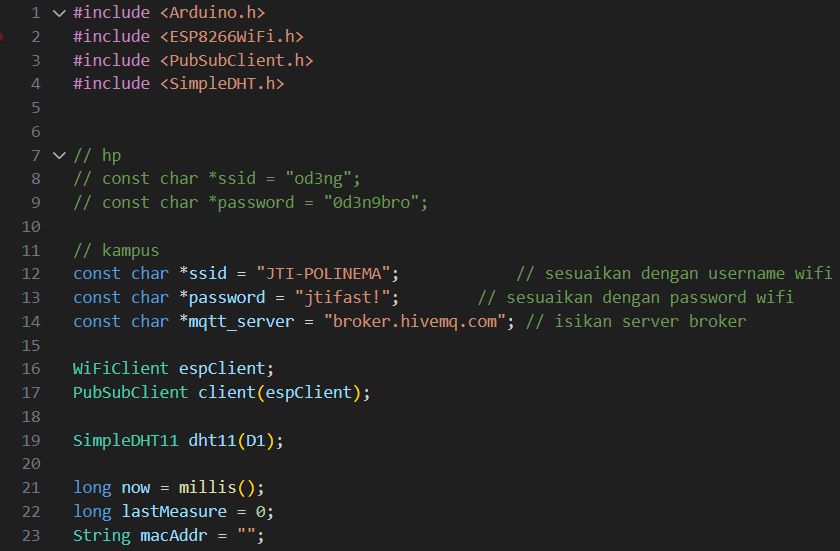 1 #include <Arduino.h>
2 #include <ESP8266WiFi.h>
3 #include <PubSubClient.h>
4 #include <SimpleDHT.h>
5
6
7 // hp
8 // const char *ssid = "od3ng";
9 // const char *password = "0d3n9bro";
10
11 // kampus
12 const char *ssid = "JTI-POLINEMA";            // sesuaikan dengan username wifi
13 const char *password = "jtifast!";        // sesuaikan dengan password wifi
14 const char *mqtt_server = "broker.hivemq.com"; // isikan server broker
15
16 WiFiClient espClient;
17 PubSubClient client(espClient);
18
19 SimpleDHT11 dht11(D1);
20
21 long now = millis();
22 long lastMeasure = 0;
23 String macAddr = "";